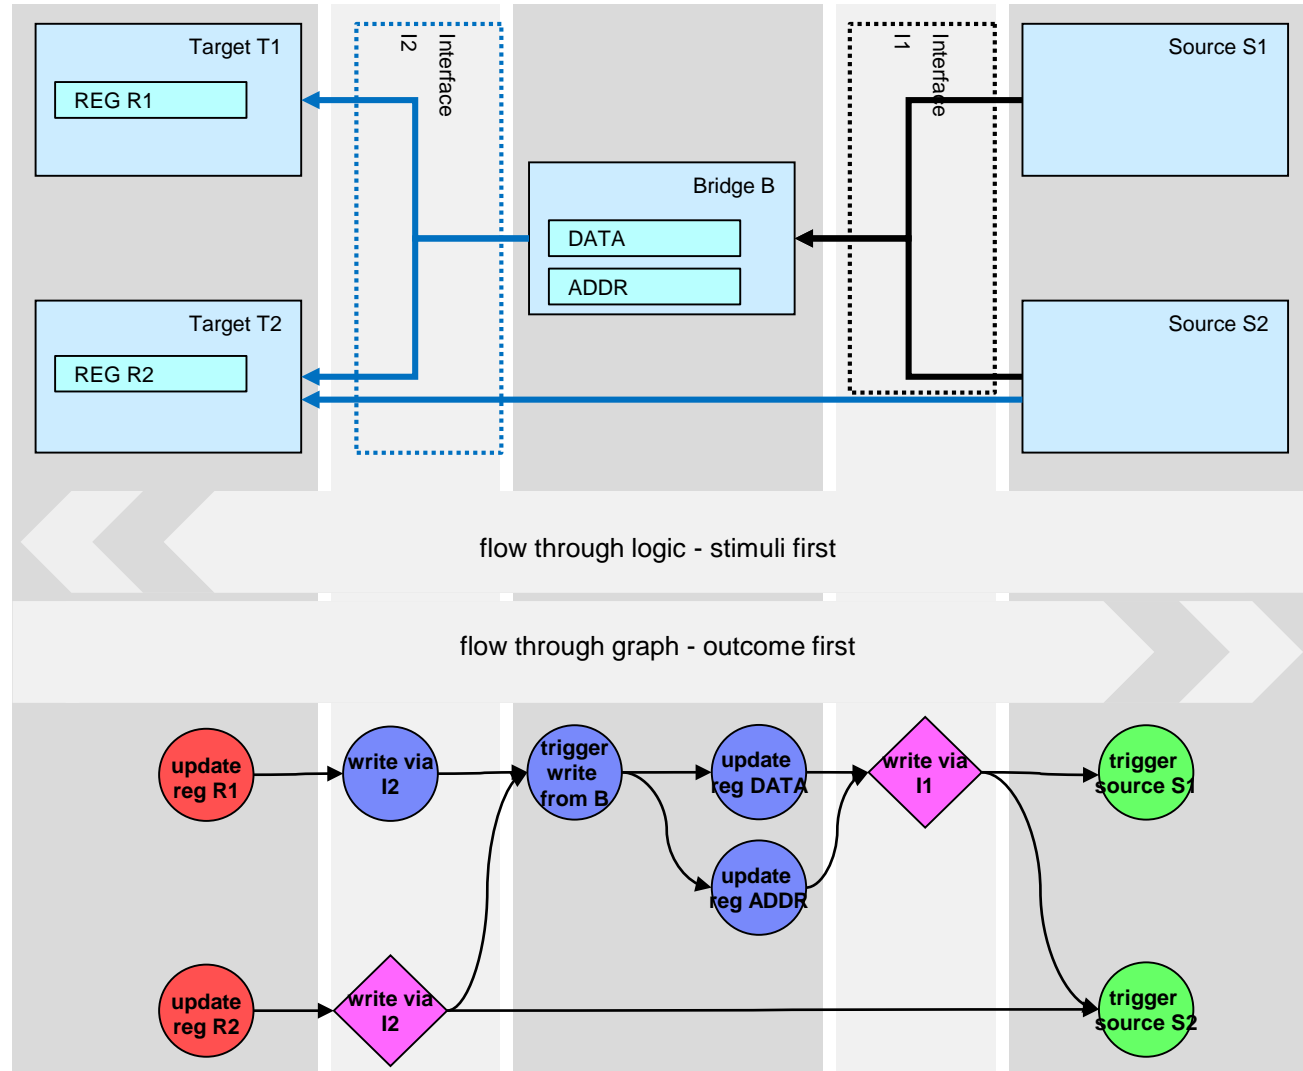 Target T1
REG R1
Interface
I2
Interface
I1
Source S1
Bridge B
DATA
ADDR
Target T2
REG R2
Source S2
flow through logic - stimuli first
flow through graph - outcome first
update
reg R1
write via
I2
trigger
write
from B
update
reg DATA
write via
I1
trigger
source S1
update
reg ADDR
update
reg R2
write via
I2
trigger
source S2